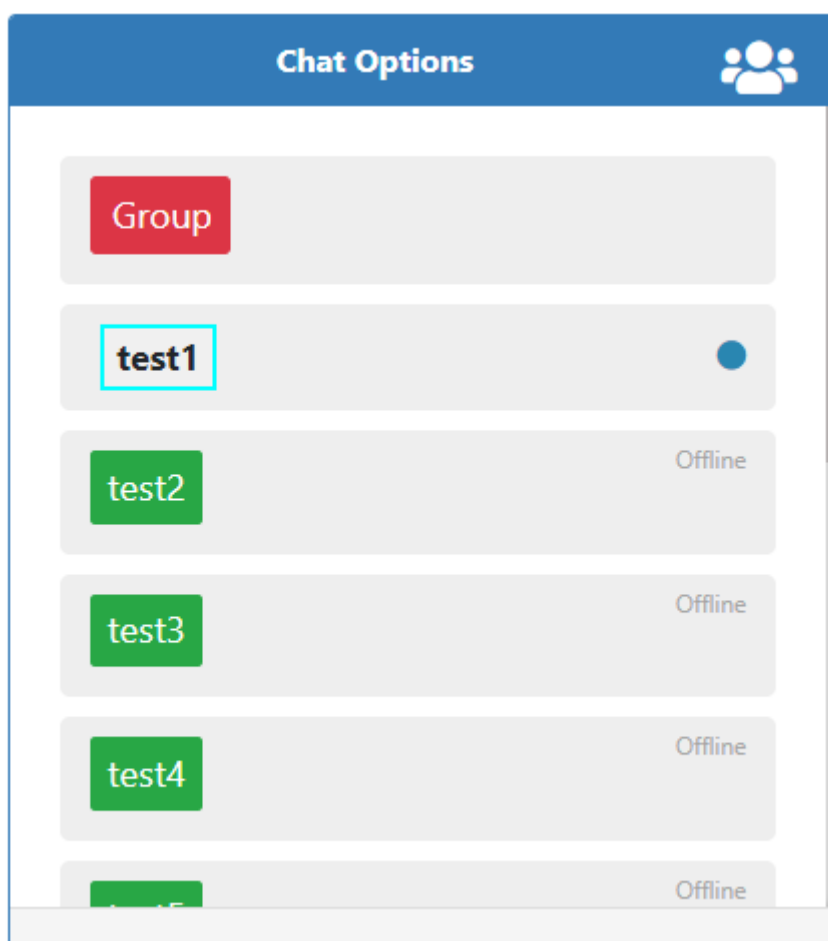 Chat Options
Group
test1
test2
Offline
test3
Offline
test4
Offline
Offline